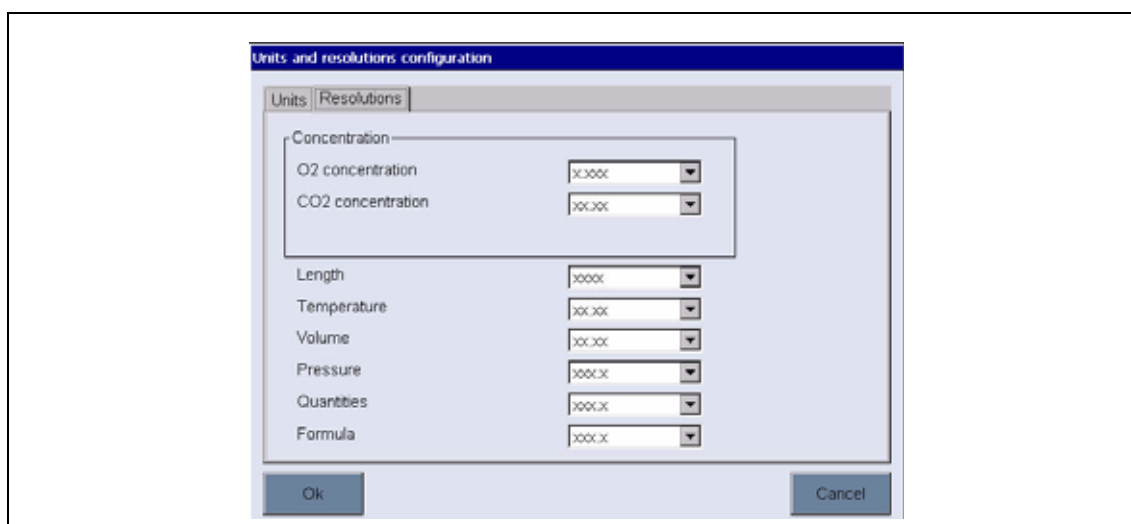 Units and resolutions configuration
Units Resolutions
Concentration
O2 concentration x.xxx
CO2 concentration xx.xx
Length xxxx
Temperature xx.xx
Volume xx.xx
Pressure xxx.x
Quantities xxx.x
Formula xxx.x
Ok Cancel